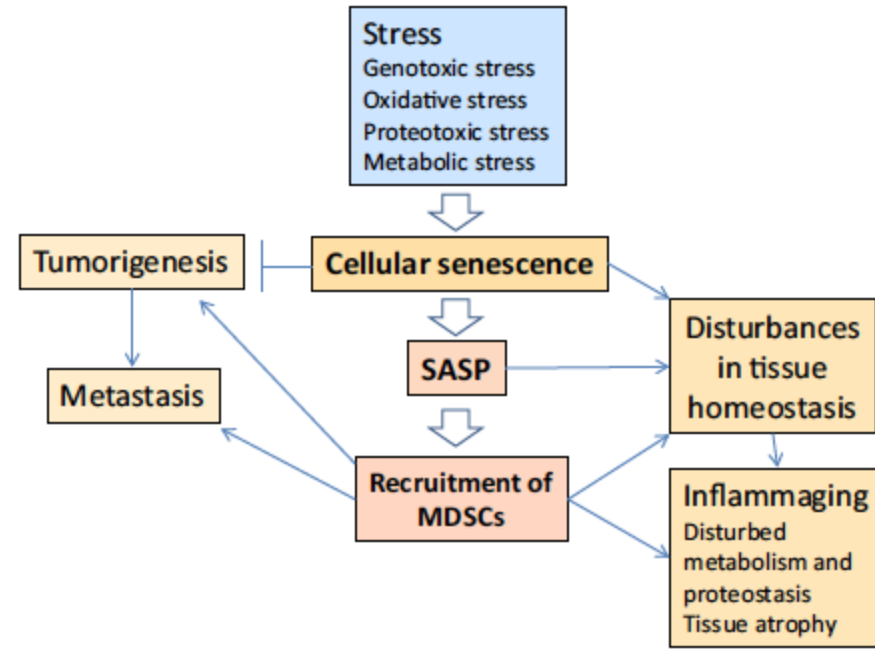 Stress
Genotoxic stress
Oxidative stress
Proteotoxic stress
Metabolic stress
Tumorigenesis
Cellular senescence
Disturbances
in tissue
homeostasis
SASP
Metastasis
Recruitment of
MDSCs
Inflammaging
Disturbed
metabolism and
proteostasis
Tissue atrophy